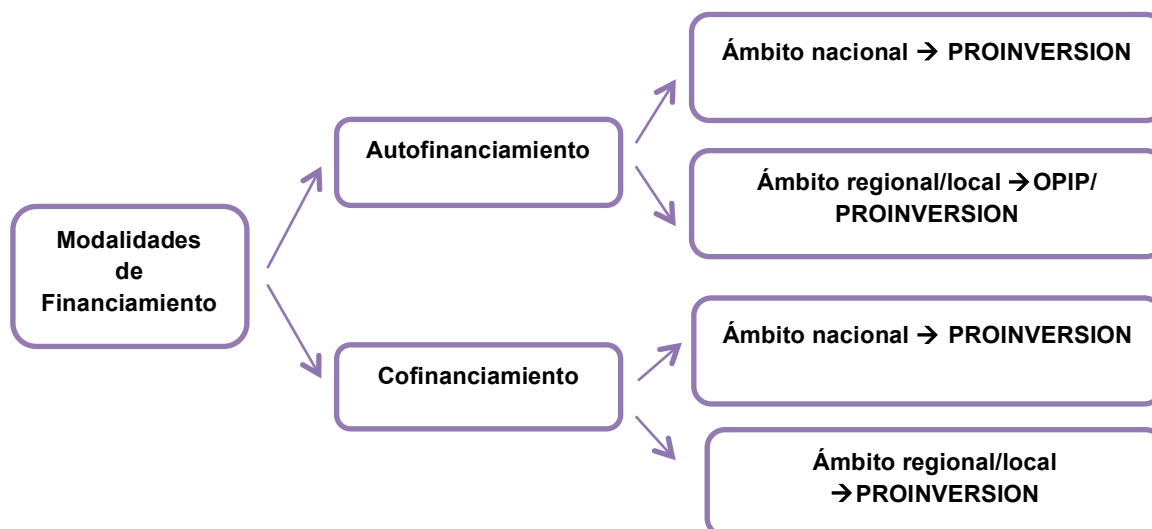 Ámbito nacional → PROINVERSION
Autofinanciamiento
Ámbito regional/local →OPIP/
PROINVERSION
Modalidades
de
Financiamiento
Ámbito nacional → PROINVERSION
Cofinanciamiento
Ámbito regional/local
→PROINVERSION